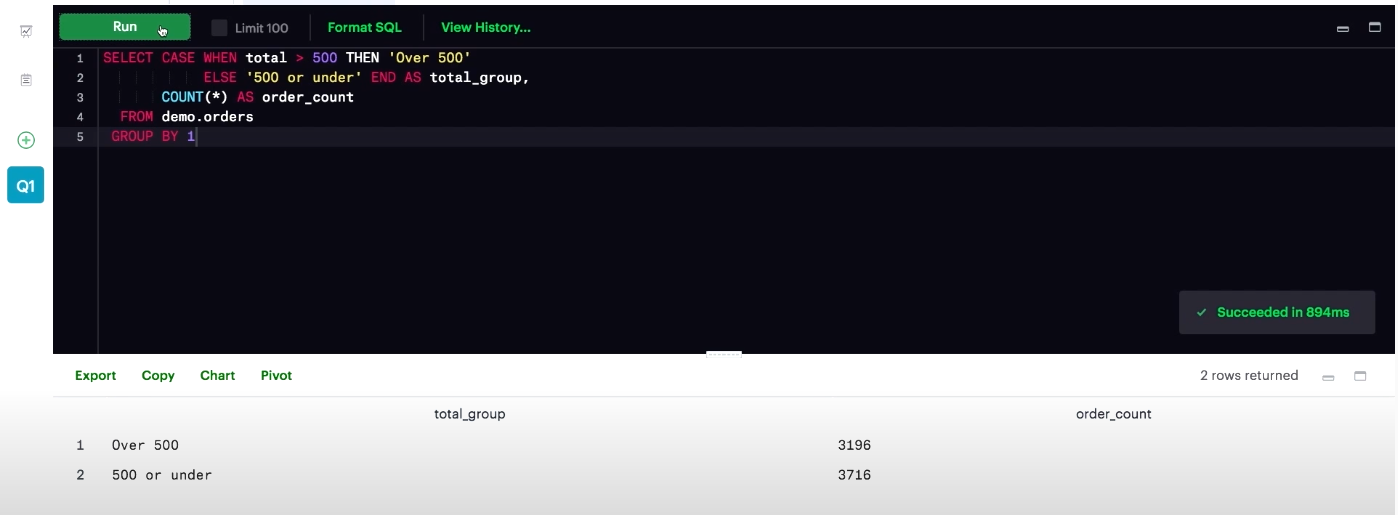 Run Limit 100 Format SQL View History...
1 SELECT CASE WHEN total > 500 THEN 'Over 500'
2 ELSE '500 or under' END AS total_group,
3 COUNT(*) AS order_count
4 FROM demo.orders
5 GROUP BY 1
Q1
✓ Succeeded in 894ms
Export Copy Chart Pivot 2 rows returned
total_group order_count
1 Over 500 3196
2 500 or under 3716